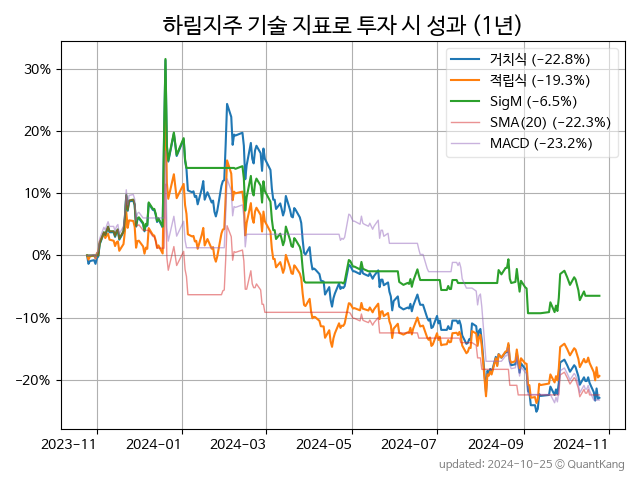 하림지주 기술 지표로 투자 시 성과 (1년)
거치식 (−22.8%)
적립식 (−19.3%)
SigM (−6.5%)
SMA(20) (−22.3%)
MACD (−23.2%)
30%
20%
10%
0%
−10%
−20%
2023−11 2024−01 2024−03 2024−05 2024−07 2024−09 2024−11
updated: 2024-10-25 ⓒ QuantKang